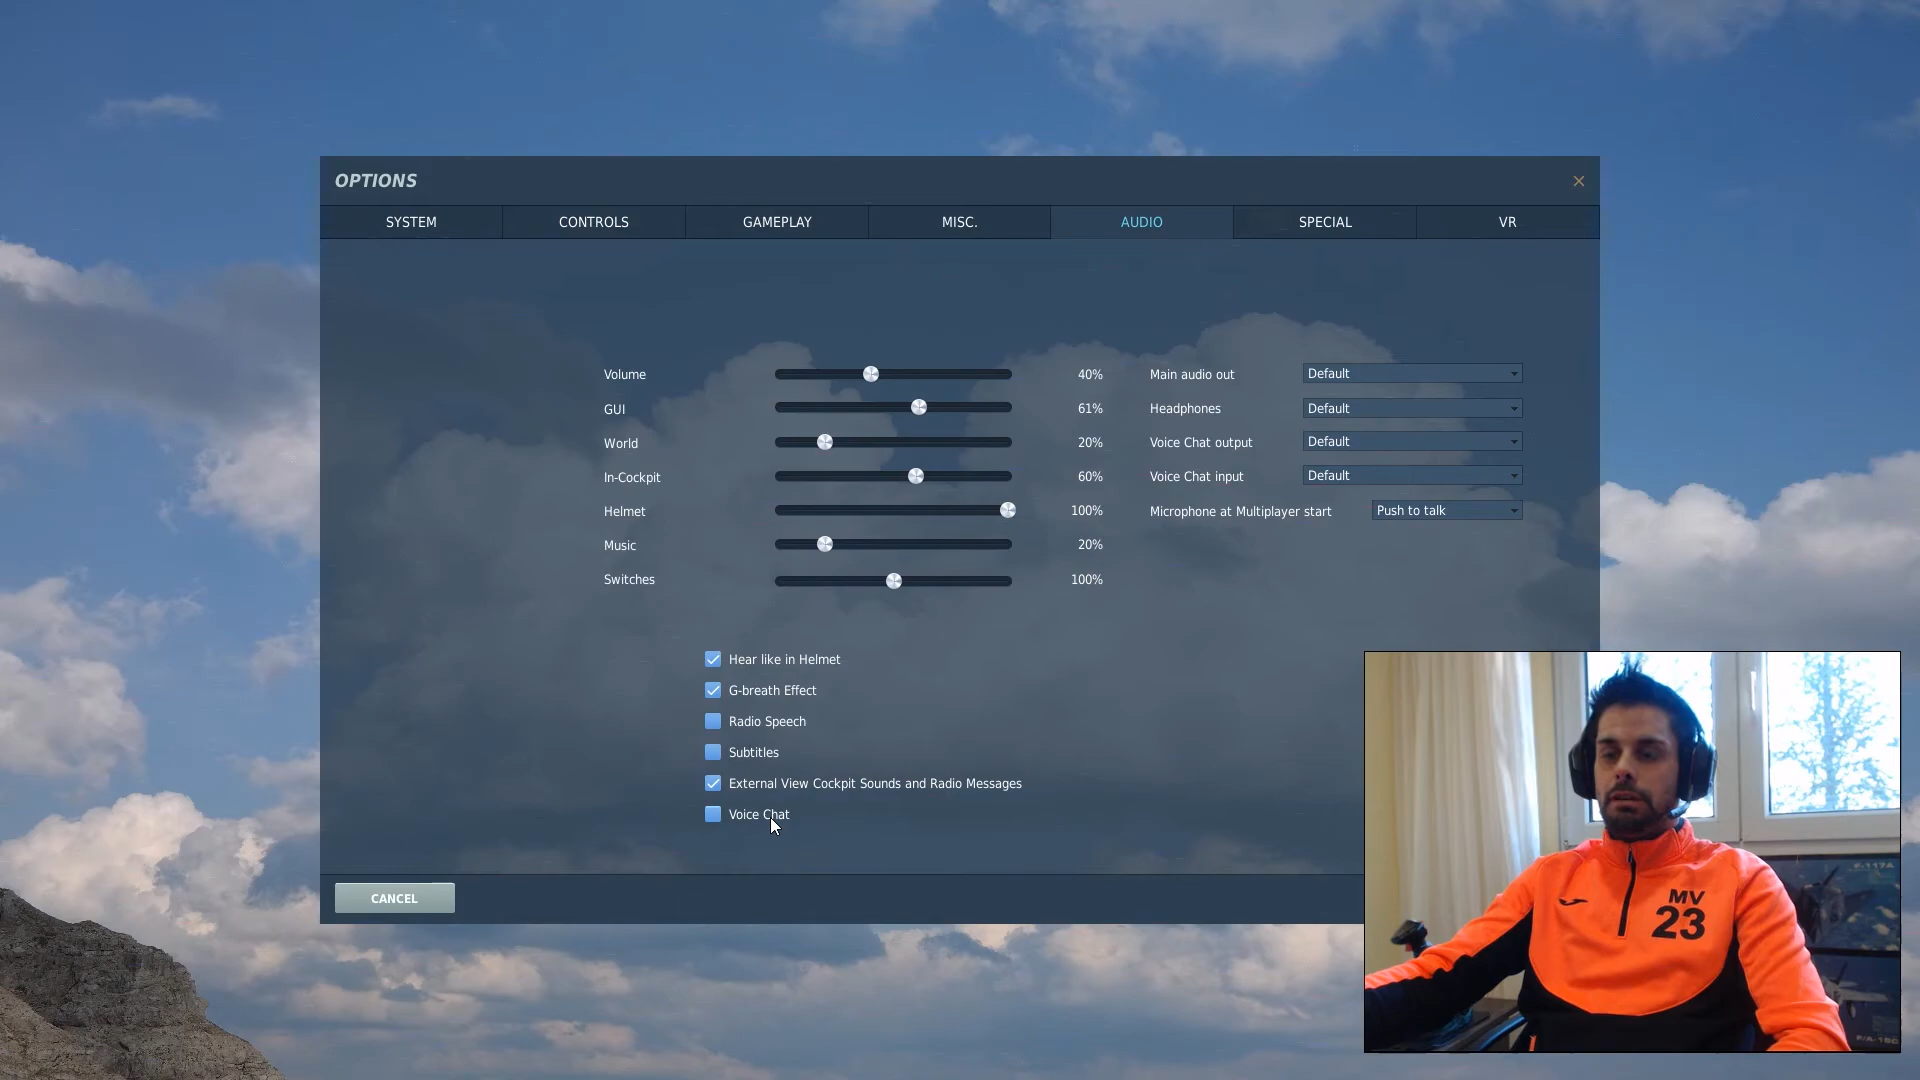 OPTIONS
SYSTEM CONTROLS GAMEPLAY MISC. AUDIO SPECIAL VR
Volume 40% Main audio out Default
GUI 61% Headphones Default
World 20% Voice Chat output Default
In-Cockpit 60% Voice Chat input Default
Helmet 100% Microphone at Multiplayer start Push to talk
Music 20%
Switches 100%
Hear like in Helmet
G-breath Effect
Radio Speech
Subtitles
External View Cockpit Sounds and Radio Messages
Voice Chat
CANCEL
MV
23
F-117A
F/A-18C